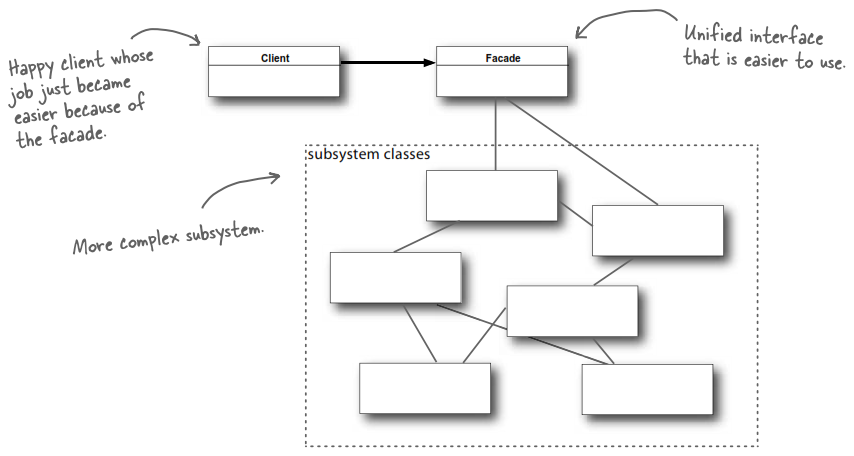 Happy client whose
job just became
easier because of
the facade.
Client
Facade
Unified interface
that is easier to use.
subsystem classes
More complex subsystem.